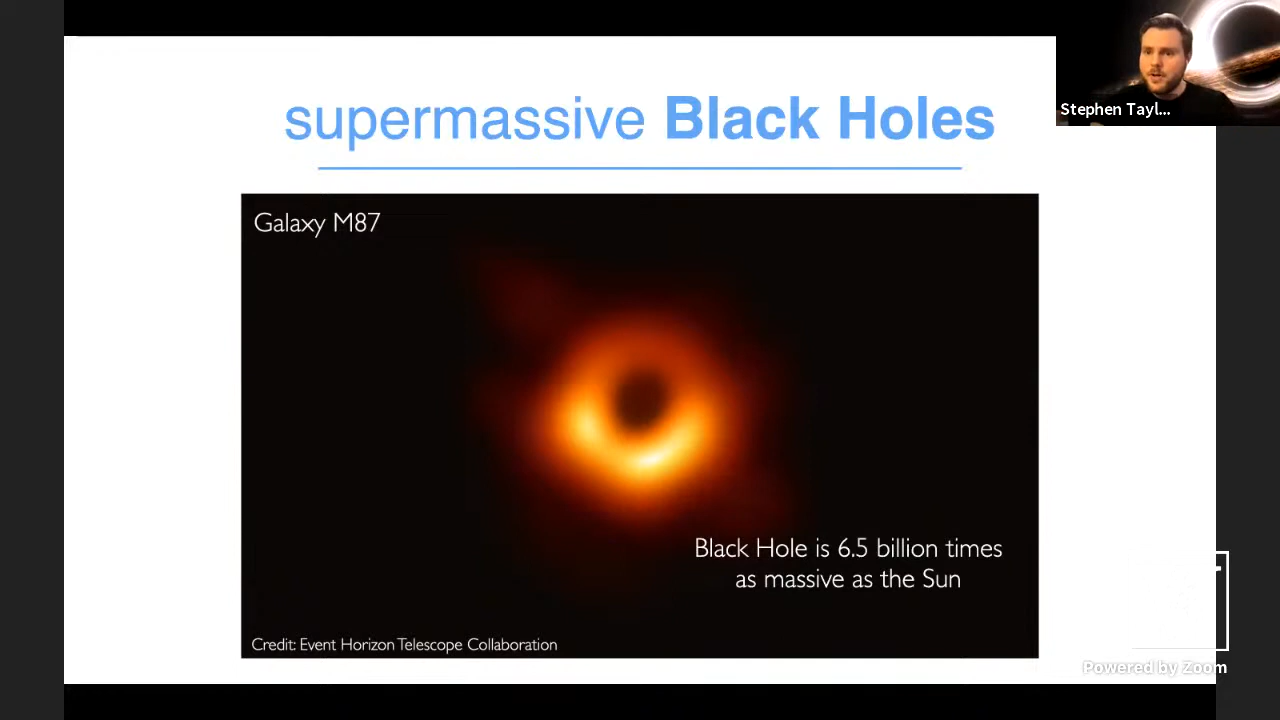 supermassive Black Holes
Stephen Tayl...
Galaxy M87
Black Hole is 6.5 billion times
as massive as the Sun
Credit: Event Horizon Telescope Collaboration
Powered by Zoom